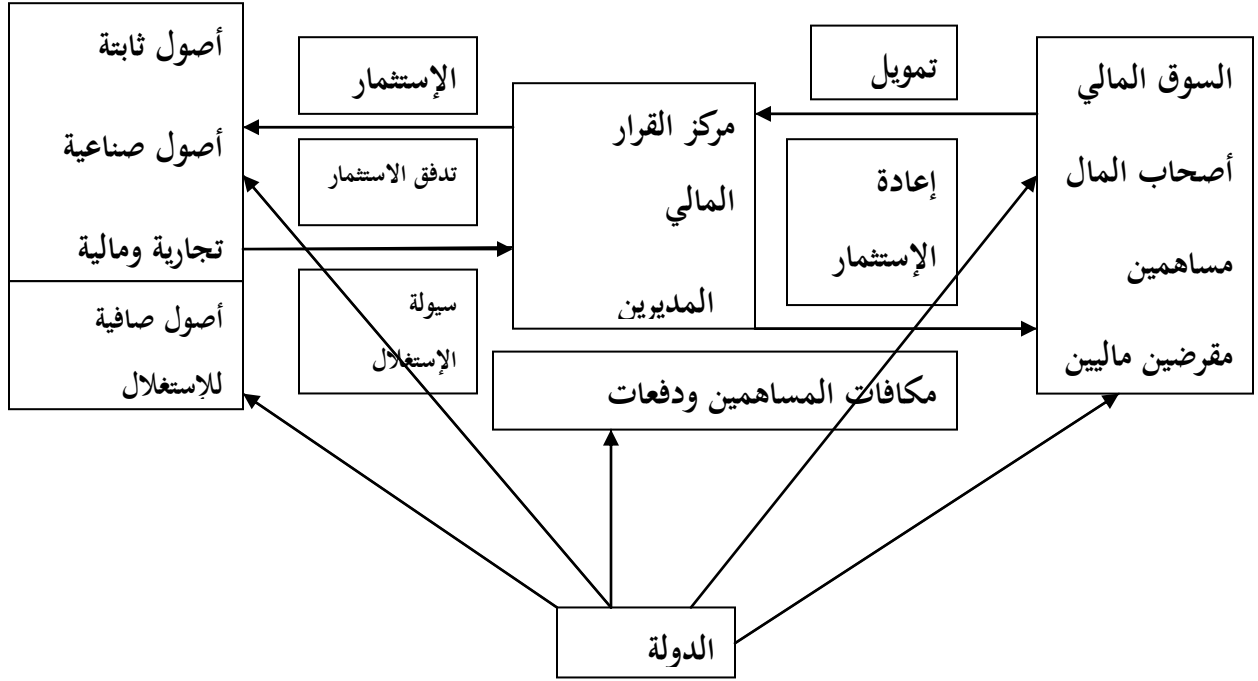 السوق المالي
أصحاب المال
مساهمين
مقرضين ماليين
تمويل
إعادة
الإستثمار
مركز القرار
المالي
المديرين
مكافات المساهمين ودفعات
الإستثمار
تدفق الاستثمار
سيولة
الإستغلال
أصول ثابتة
أصول صناعية
تجارية ومالية
أصول صافية
للإستغلال
الدولة